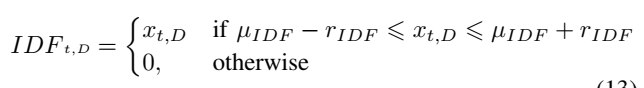 IDF_{t,D} = \begin{cases} x_{t,D} & \text{if } \mu_{IDF} - r_{IDF} \leqslant x_{t,D} \leqslant \mu_{IDF} + r_{IDF} \\ 0, & \text{otherwise} \end{cases}